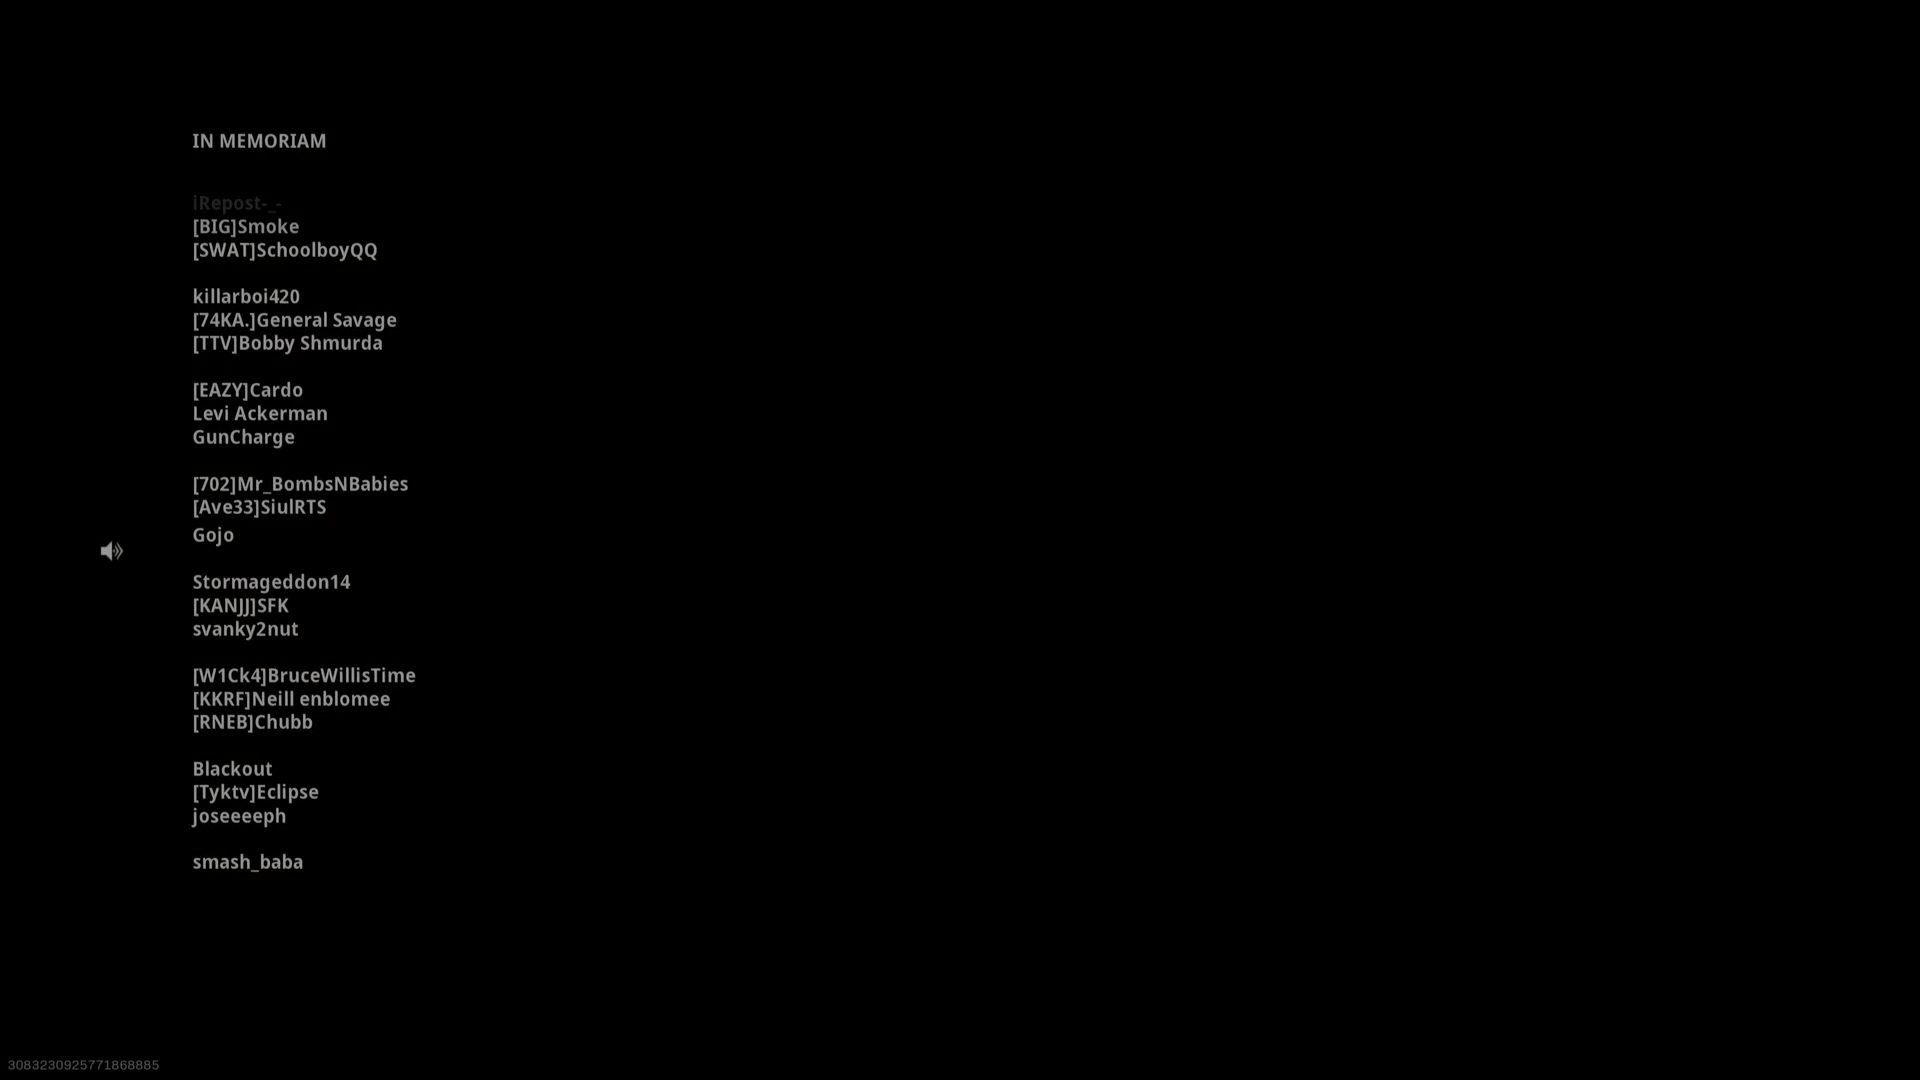 IN MEMORIAM
iRepost-_-
[BIG]Smoke
[SWAT]SchoolboyQQ
killarboi420
[74KA.]General Savage
[TTV]Bobby Shmurda
[EAZY]Cardo
Levi Ackerman
GunCharge
[702]Mr_BombsNBabies
[Ave33]SiulRTS
Gojo
Stormageddon14
[KANJJ]SFK
svanky2nut
[W1Ck4]BruceWillisTime
[KKRF]Neill enblomee
[RNEB]Chubb
Blackout
[Tyktv]Eclipse
joseeeeph
smash_baba
3083230925771868885